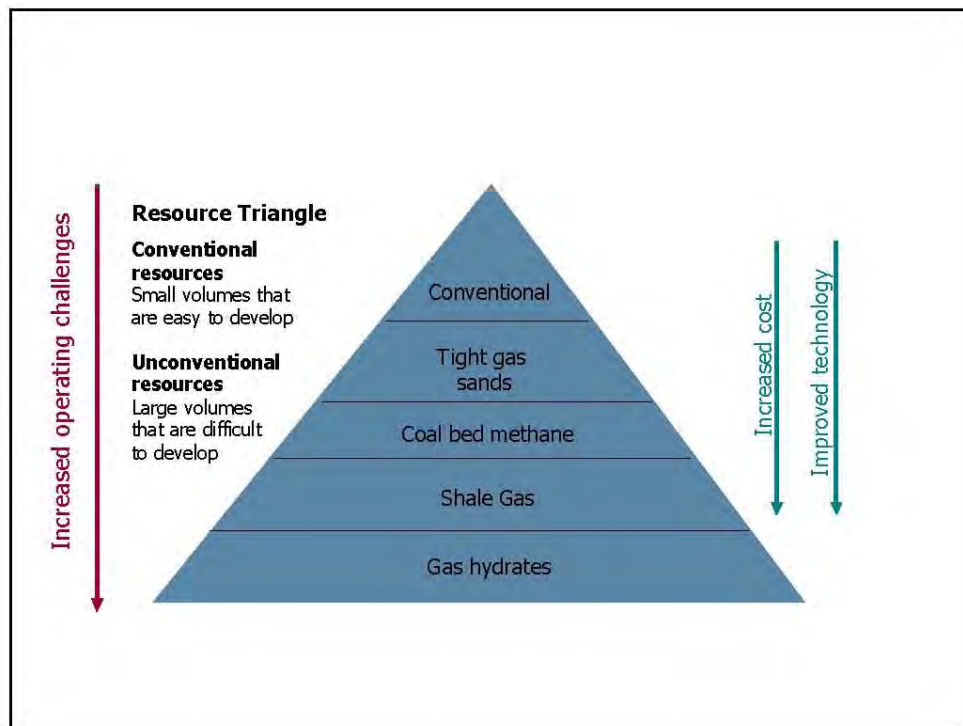 Increased operating challenges
Resource Triangle
Conventional
resources
Small volumes that
are easy to develop
Unconventional
resources
Large volumes
that are difficult
to develop
Conventional
Tight gas
sands
Coal bed methane
Shale Gas
Gas hydrates
Increased cost
Improved technology